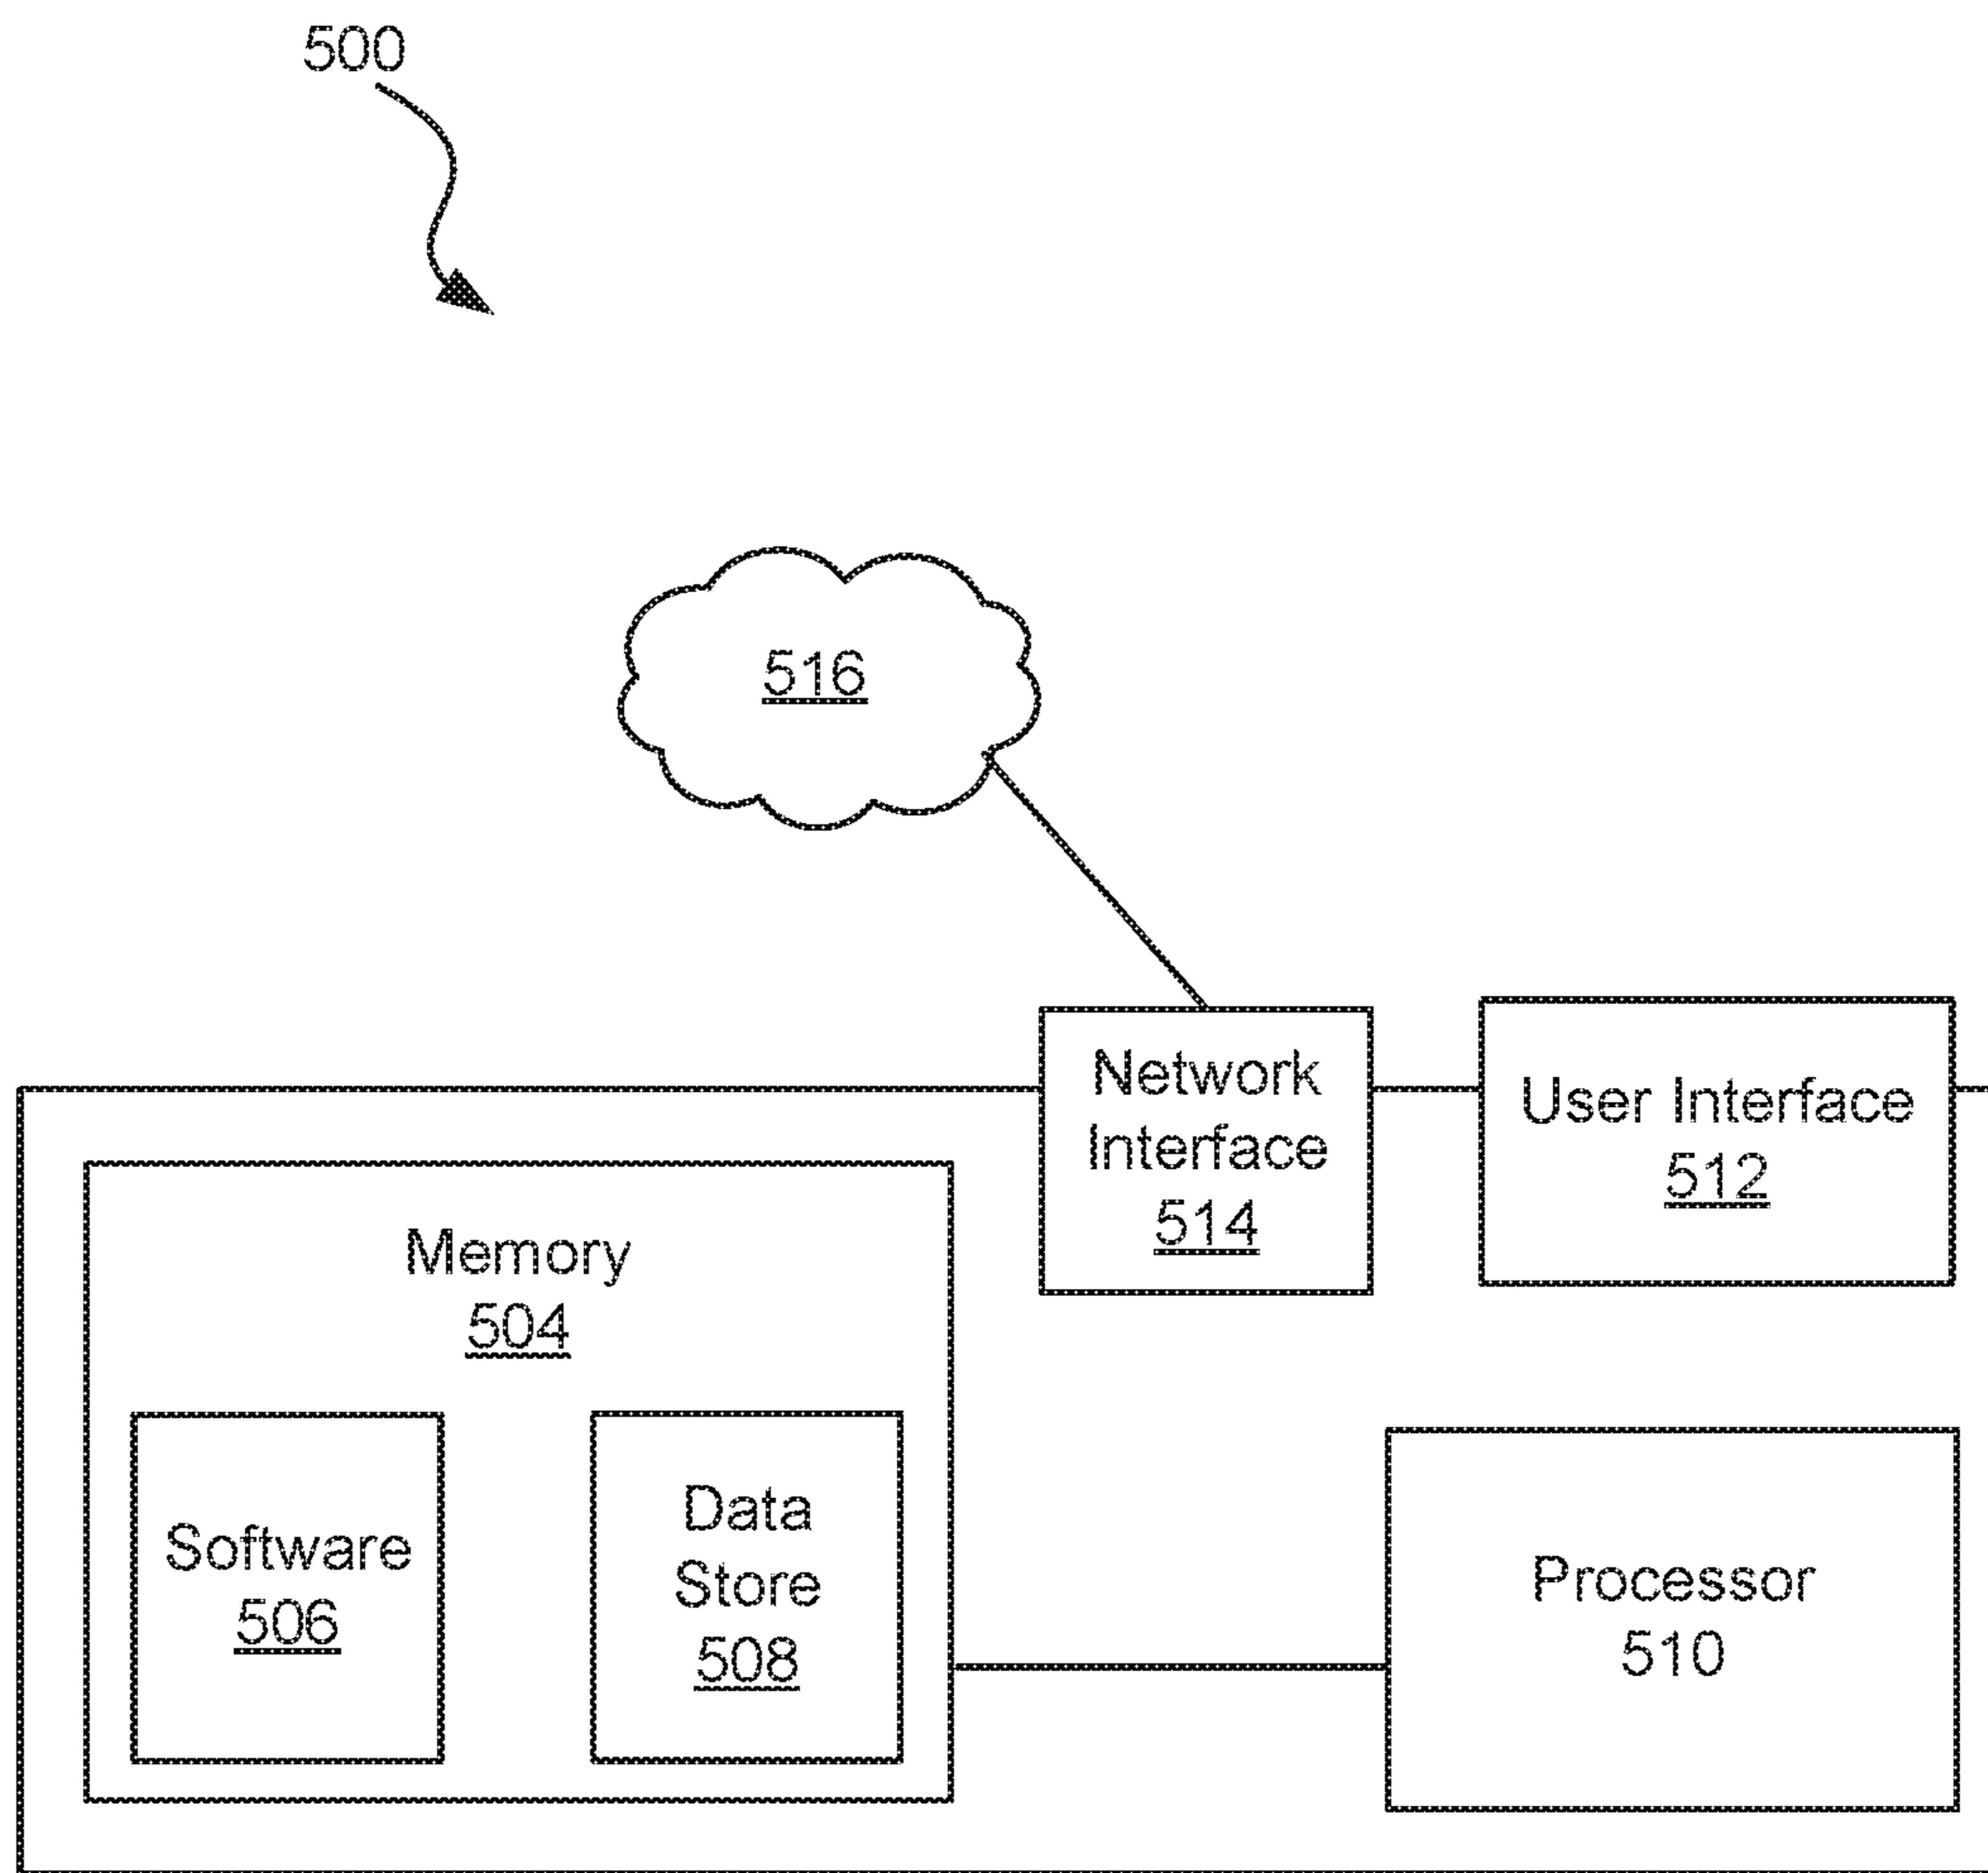 500
516
Network
Interface
514
User Interface
512
Memory
504
Software
506
Data
Store
508
Processor
510